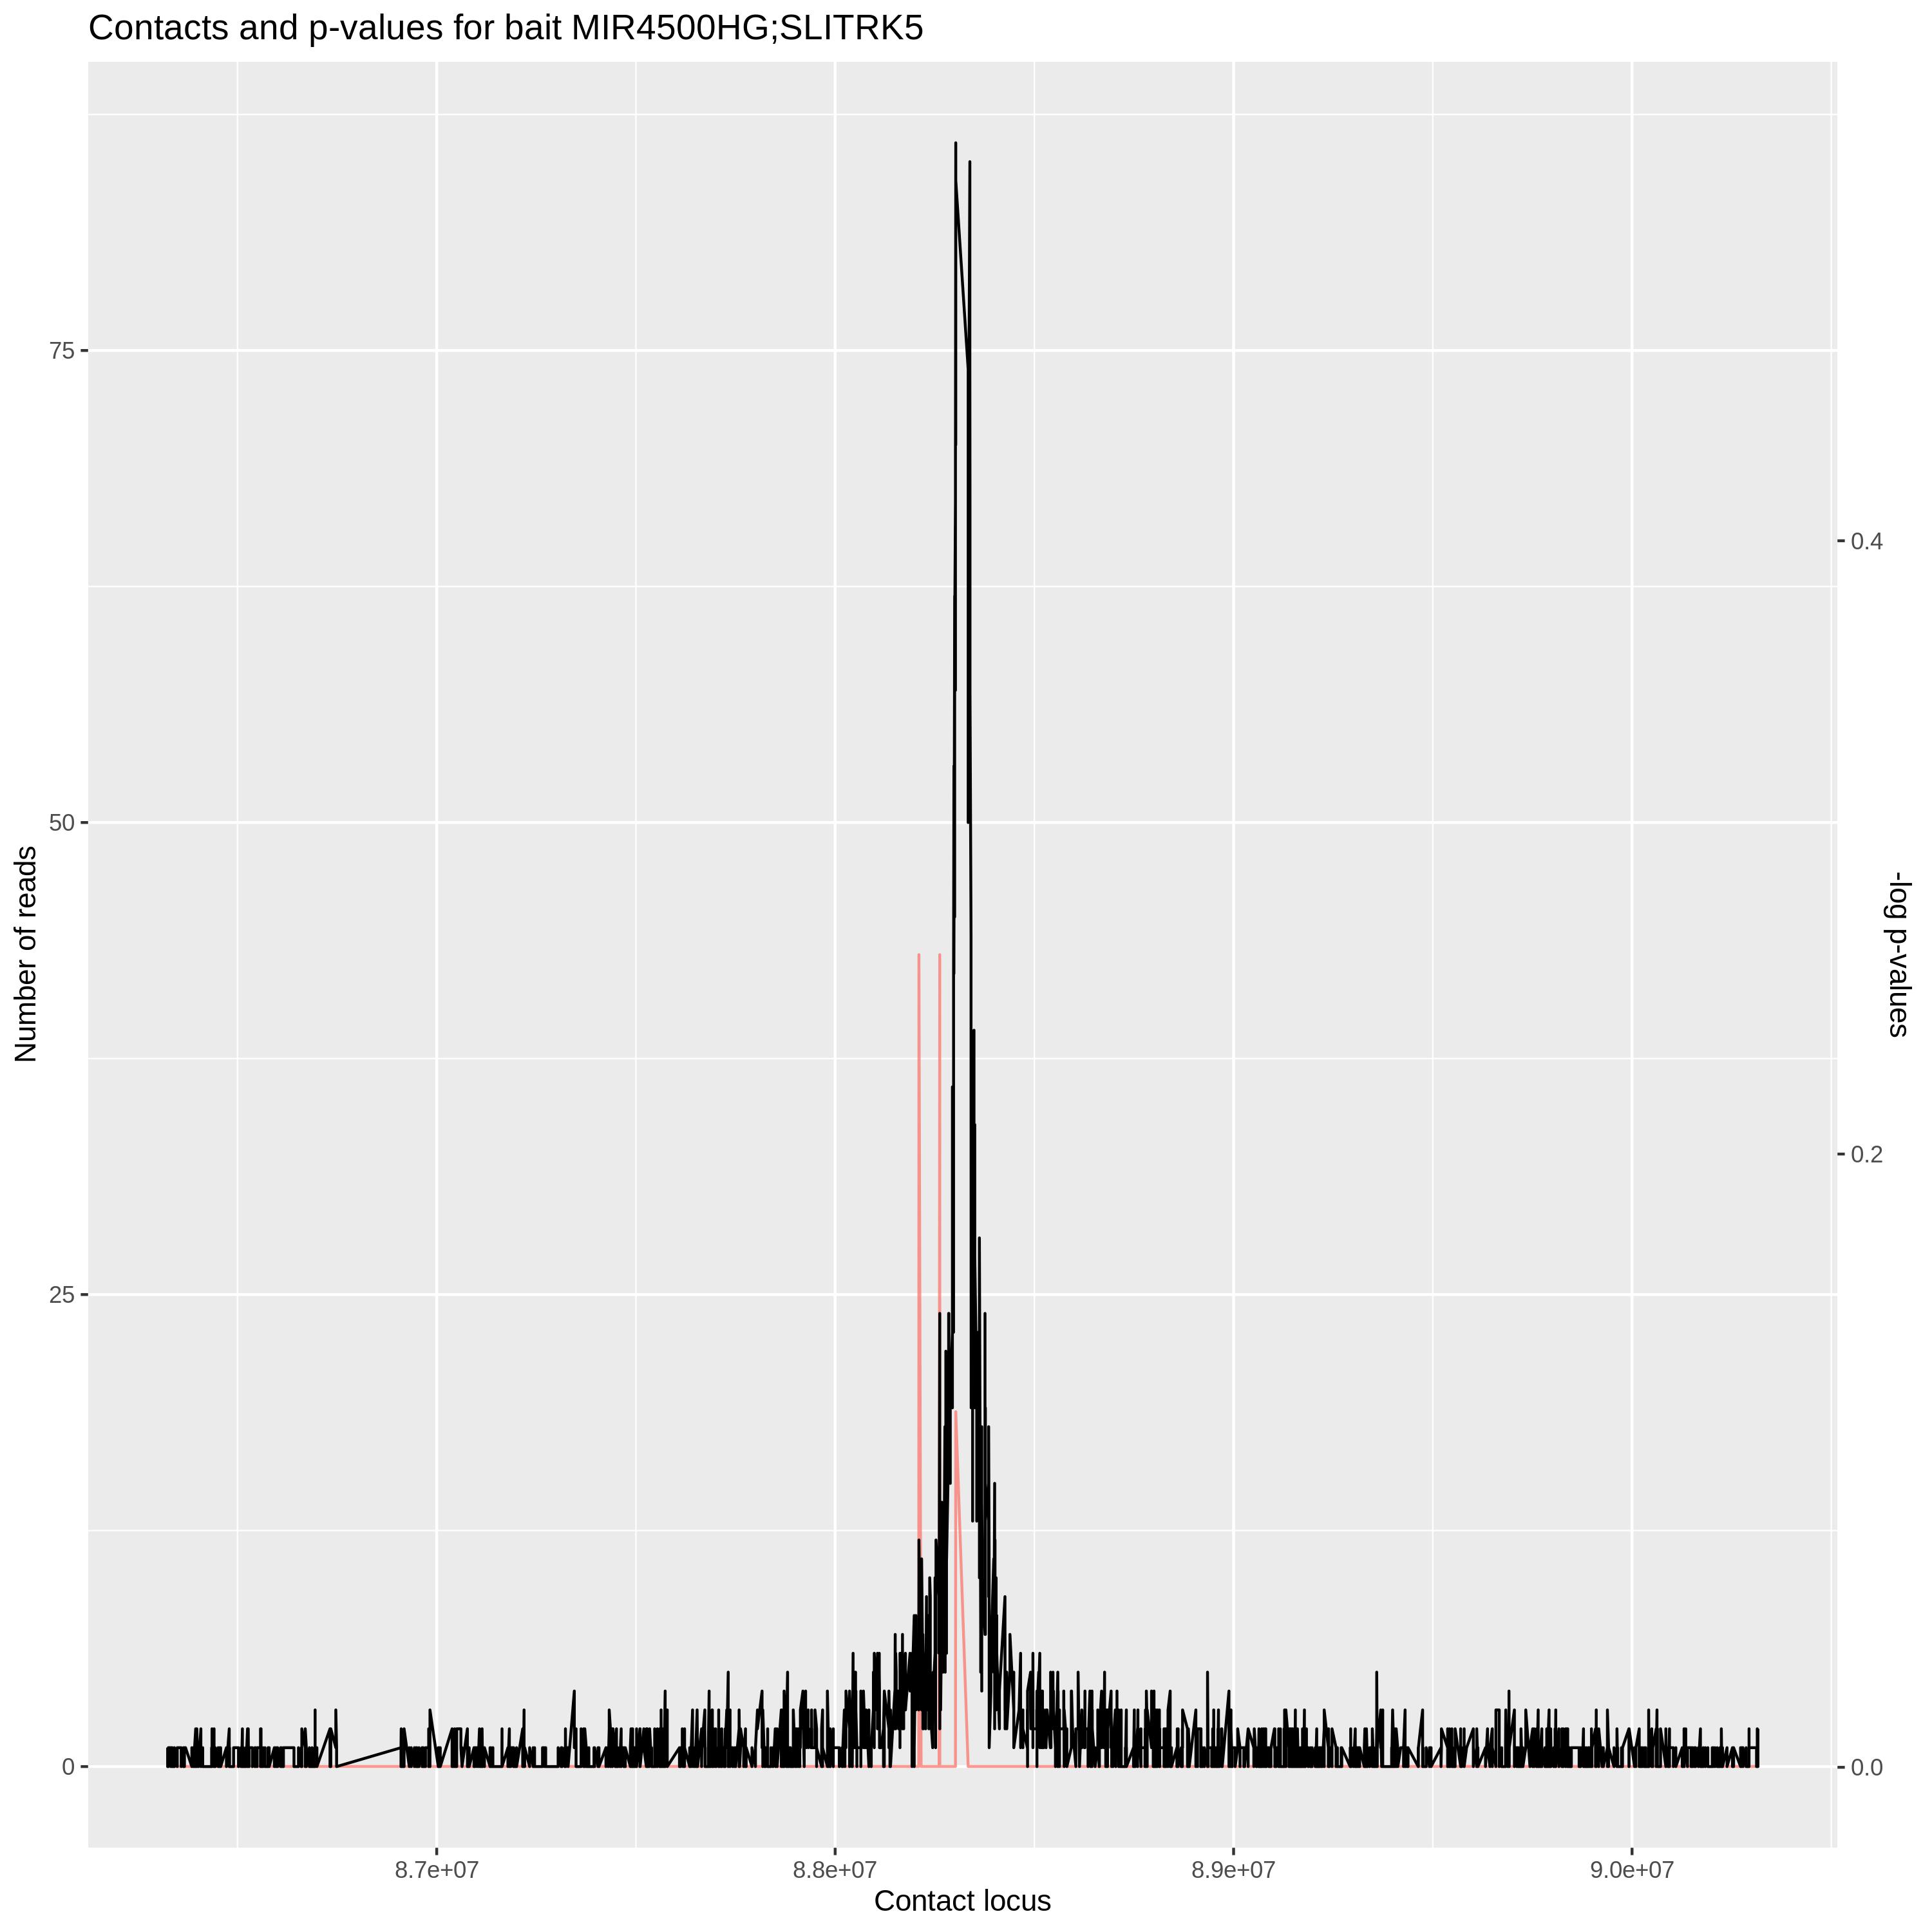 Contacts and p-values for bait MIR4500HG;SLITRK5
75
50
25
0
Number of reads
0.4
0.2
0.0
-log p-values
8.7e+07
8.8e+07
8.9e+07
9.0e+07
Contact locus